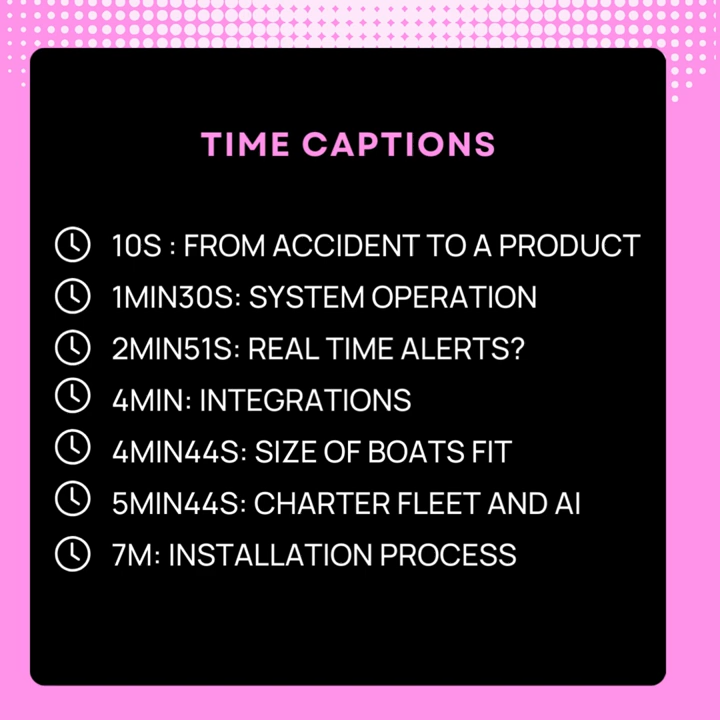 TIME CAPTIONS
10S : FROM ACCIDENT TO A PRODUCT
1MIN30S: SYSTEM OPERATION
2MIN51S: REAL TIME ALERTS?
4MIN: INTEGRATIONS
4MIN44S: SIZE OF BOATS FIT
5MIN44S: CHARTER FLEET AND AI
7M: INSTALLATION PROCESS